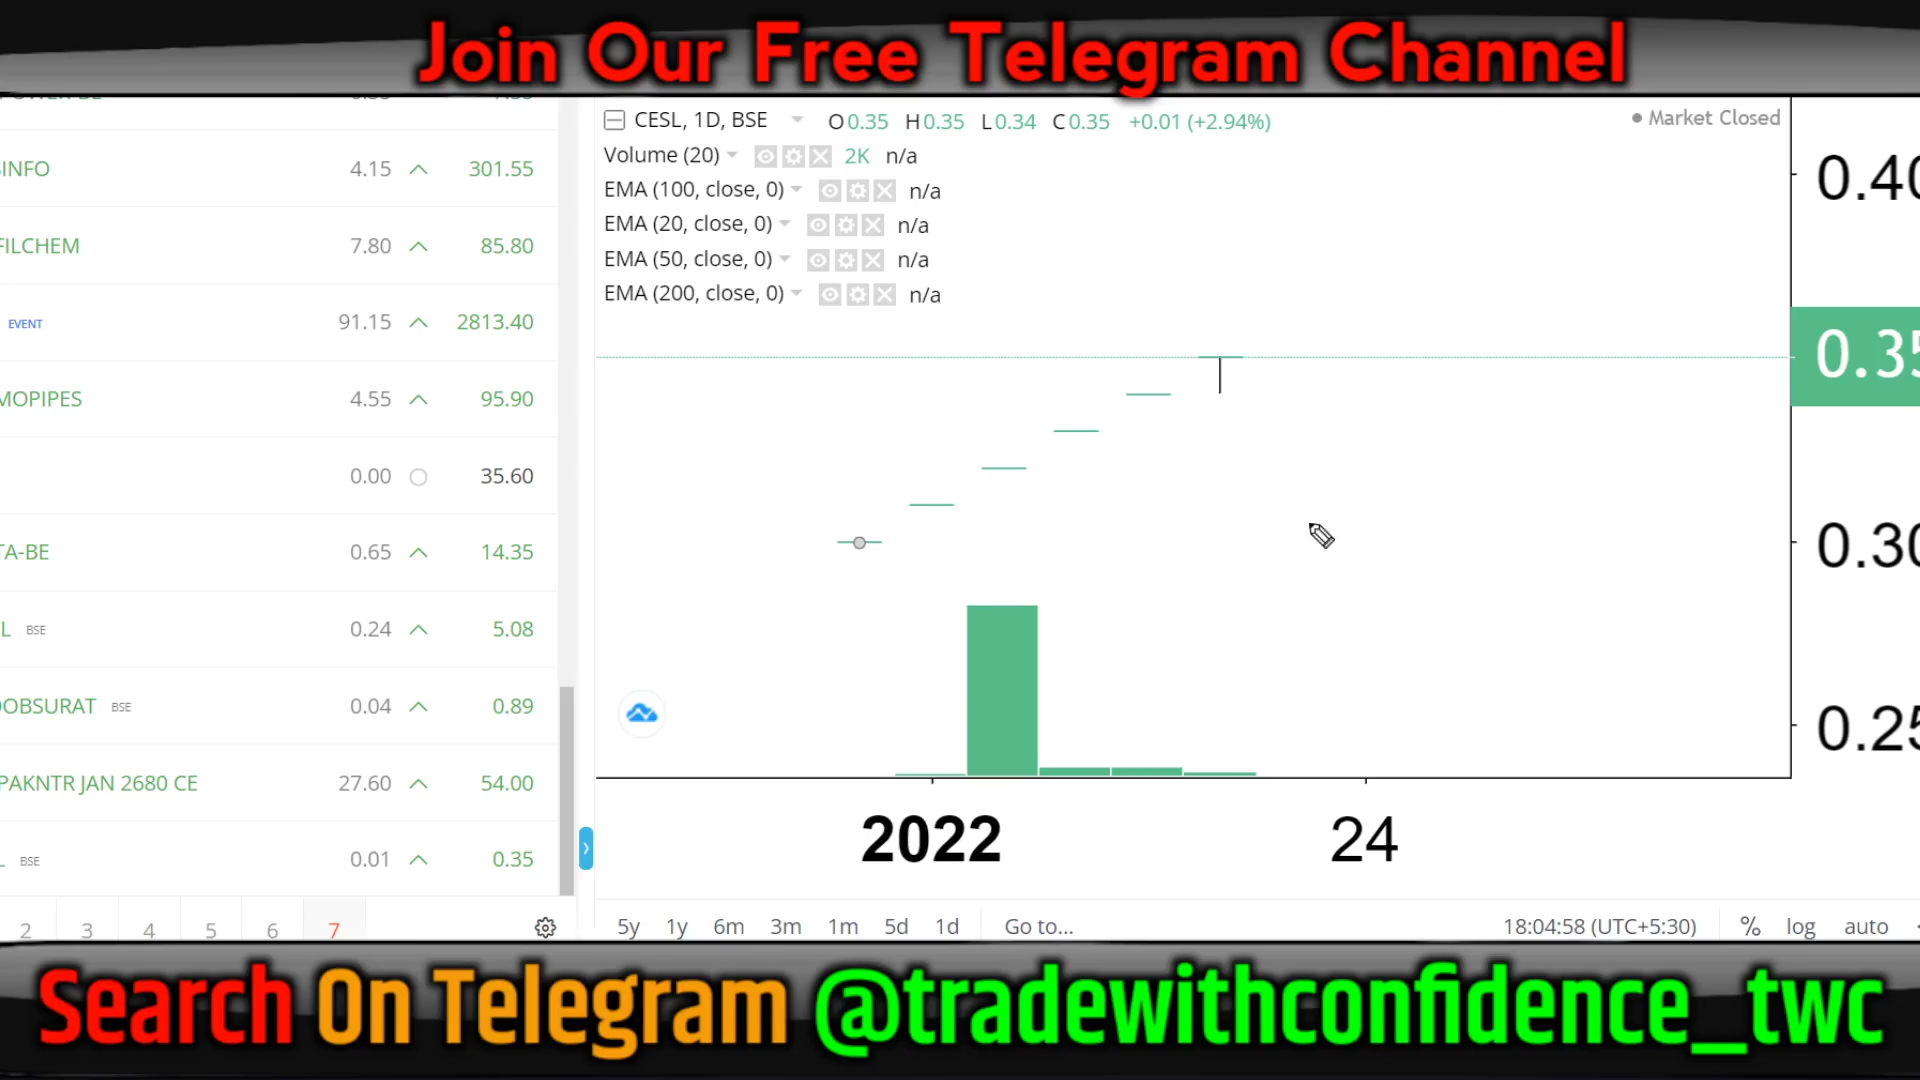 Join Our Free Telegram Channel
CESL, 1D, BSE O0.35 H0.35 L0.34 C0.35 +0.01 (+2.94%)
Market Closed
Volume (20) 2K n/a
EMA (100, close, 0) n/a
EMA (20, close, 0) n/a
EMA (50, close, 0) n/a
EMA (200, close, 0) n/a
INFO 4.15 301.55
FILCHEM 7.80 85.80
EVENT 91.15 2813.40
MOPIPES 4.55 95.90
0.00 35.60
TA-BE 0.65 14.35
L BSE 0.24 5.08
OBSURAT BSE 0.04 0.89
PAKNTR JAN 2680 CE 27.60 54.00
BSE 0.01 0.35
2 3 4 5 6 7
0.40
0.35
0.30
0.25
2022 24
5y 1y 6m 3m 1m 5d 1d Go to... 18:04:58 (UTC+5:30) % log auto
Search On Telegram @tradewithconfidence_twc